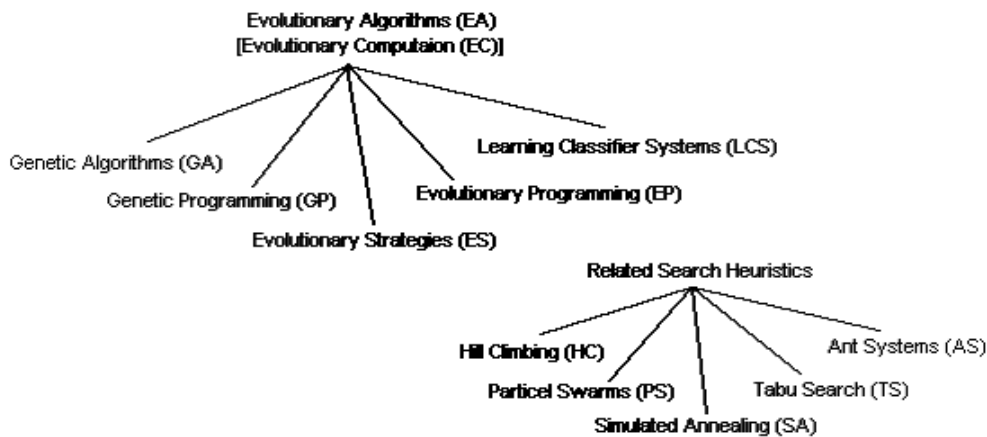 Evolutionary Algorithms (EA)
[Evolutionary Computaion (EC)]
Learning Classifier Systems (LCS)
Genetic Algorithms (GA)
Evolutionary Programming (EP)
Genetic Programming (GP)
Evolutionary Strategies (ES)
Related Search Heuristics
Ant Systems (AS)
Hill Climbing (HC)
Particel Swarms (PS)
Tabu Search (TS)
Simulated Annealing (SA)